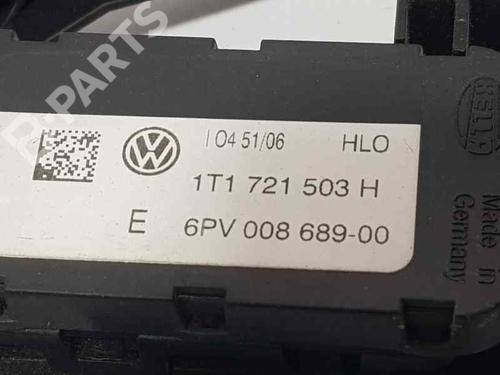 B-PARTS
I 04 51/06 HLO
1T1 721 503 H
E 6PV 008 689-00
HELLA
Made in
Germany